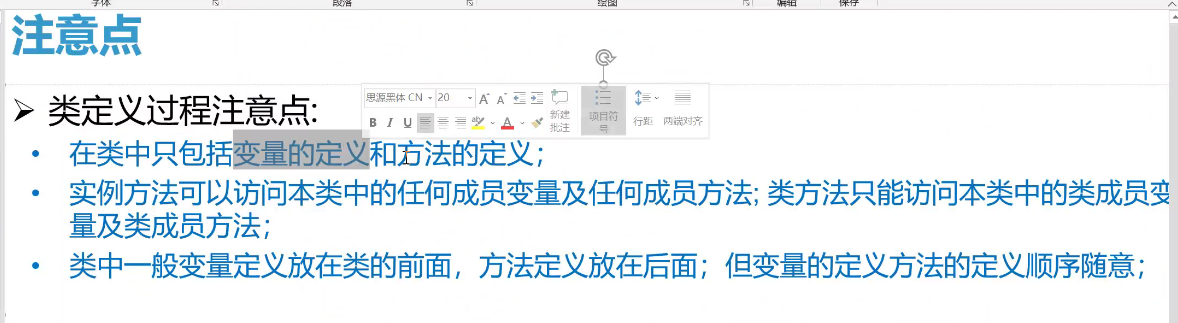 字体 段落 绘图 编辑 保存
注意点
类定义过程注意点:
思源黑体 CN 20 A A 新建批注 项目符号 行距 两端对齐
B I U A
• 在类中只包括变量的定义和方法的定义；
• 实例方法可以访问本类中的任何成员变量及任何成员方法; 类方法只能访问本类中的类成员变
量及类成员方法；
• 类中一般变量定义放在类的前面，方法定义放在后面；但变量的定义方法的定义顺序随意；